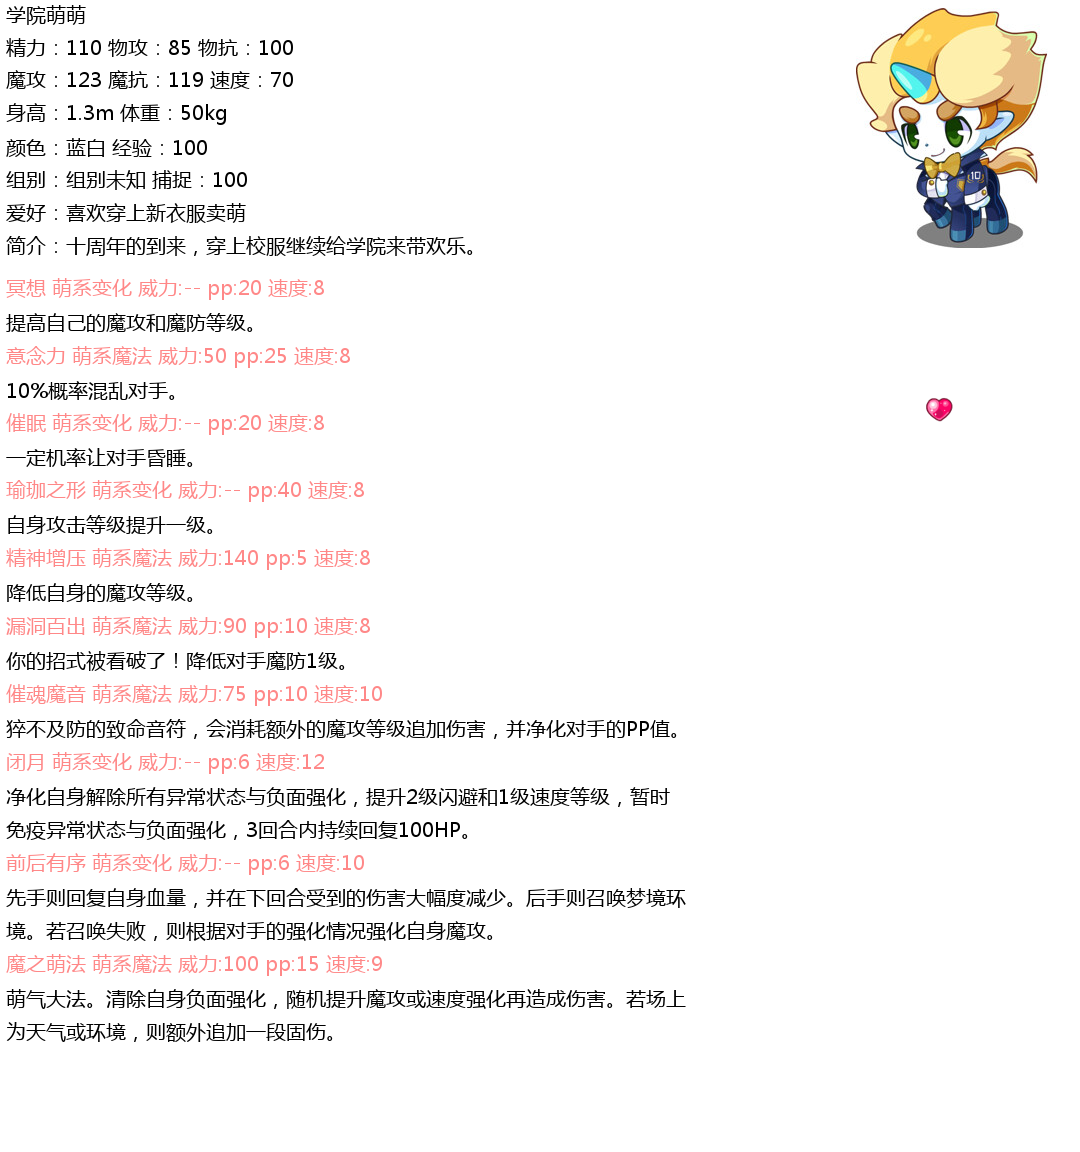 学院萌萌
精力：110 物攻：85 物抗：100
魔攻：123 魔抗：119 速度：70
身高：1.3m 体重：50kg
颜色：蓝白 经验：100
组别：组别未知 捕捉：100
爱好：喜欢穿上新衣服卖萌
简介：十周年的到来，穿上校服继续给学院来带欢乐。
冥想 萌系变化 威力:-- pp:20 速度:8
提高自己的魔攻和魔防等级。
意念力 萌系魔法 威力:50 pp:25 速度:8
10%概率混乱对手。
催眠 萌系变化 威力:-- pp:20 速度:8
一定机率让对手昏睡。
瑜珈之形 萌系变化 威力:-- pp:40 速度:8
自身攻击等级提升一级。
精神增压 萌系魔法 威力:140 pp:5 速度:8
降低自身的魔攻等级。
漏洞百出 萌系魔法 威力:90 pp:10 速度:8
你的招式被看破了！降低对手魔防1级。
催魂魔音 萌系魔法 威力:75 pp:10 速度:10
猝不及防的致命音符，会消耗额外的魔攻等级追加伤害，并净化对手的PP值。
闭月 萌系变化 威力:-- pp:6 速度:12
净化自身解除所有异常状态与负面强化，提升2级闪避和1级速度等级，暂时
免疫异常状态与负面强化，3回合内持续回复100HP。
前后有序 萌系变化 威力:-- pp:6 速度:10
先手则回复自身血量，并在下回合受到的伤害大幅度减少。后手则召唤梦境环
境。若召唤失败，则根据对手的强化情况强化自身魔攻。
魔之萌法 萌系魔法 威力:100 pp:15 速度:9
萌气大法。清除自身负面强化，随机提升魔攻或速度强化再造成伤害。若场上
为天气或环境，则额外追加一段固伤。
10